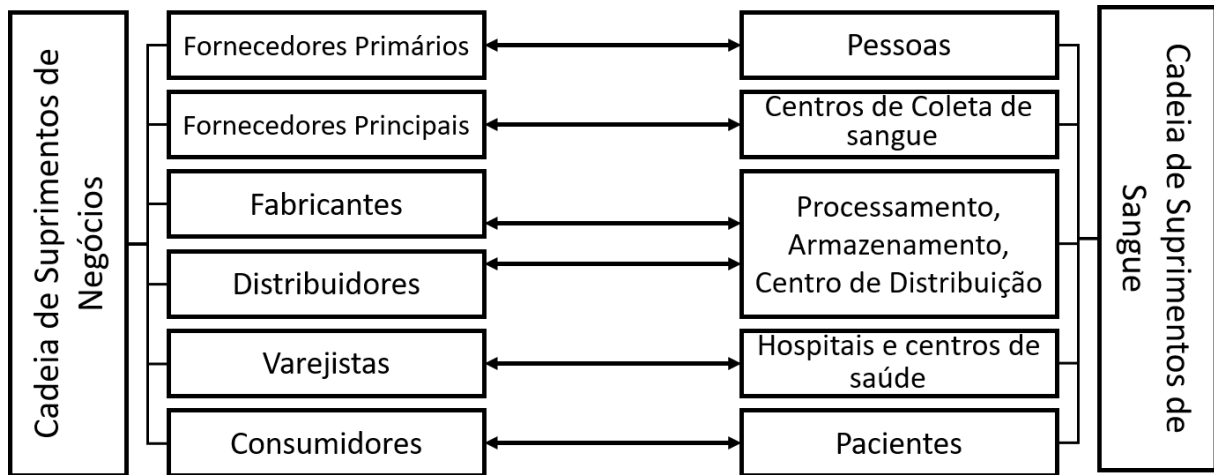 Cadeia de Suprimentos de
Negócios
Fornecedores Primários
Fornecedores Principais
Fabricantes
Distribuidores
Varejistas
Consumidores
Pessoas
Centros de Coleta de
sangue
Processamento,
Armazenamento,
Centro de Distribuição
Hospitais e centros de
saúde
Pacientes
Cadeia de Suprimentos de
Sangue